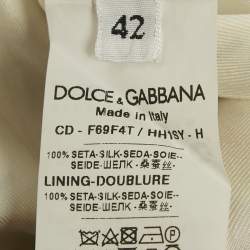 42
DOLCE & GABBANA
Made in Italy
CD - F69F4T / HH1SY - H
100% SETA-SILK-SEDA-SOIE--
SEIDE-ШЕЛК - 桑蚕丝:
LINING-DOUBLURE
100% SETA-SILK-SEDA-SOIE--
SEIDE-ШЕЛК - 桑蚕丝: